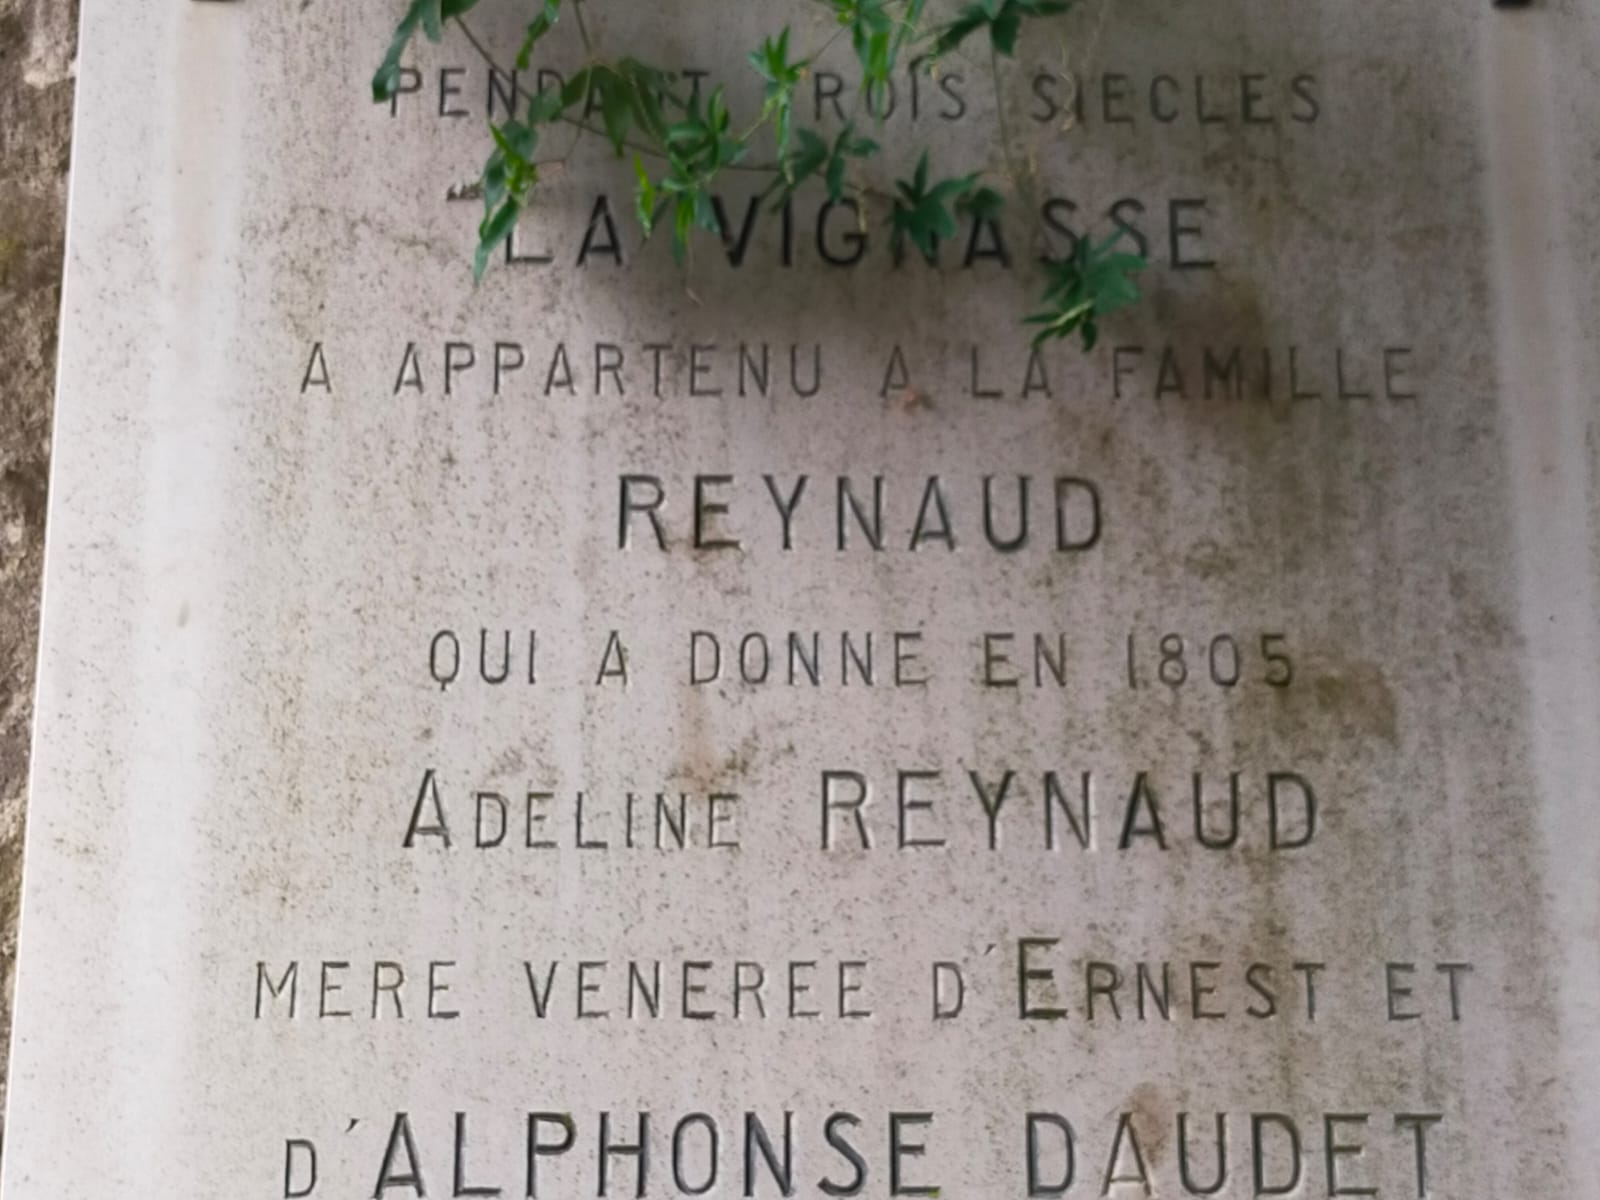 PENDANT TROIS SIECLES
LA VIGNASSE
A APPARTENU A LA FAMILLE
REYNAUD
QUI A DONNE EN 1805
ADELINE REYNAUD
MERE VENEREE D'ERNEST ET
D'ALPHONSE DAUDET